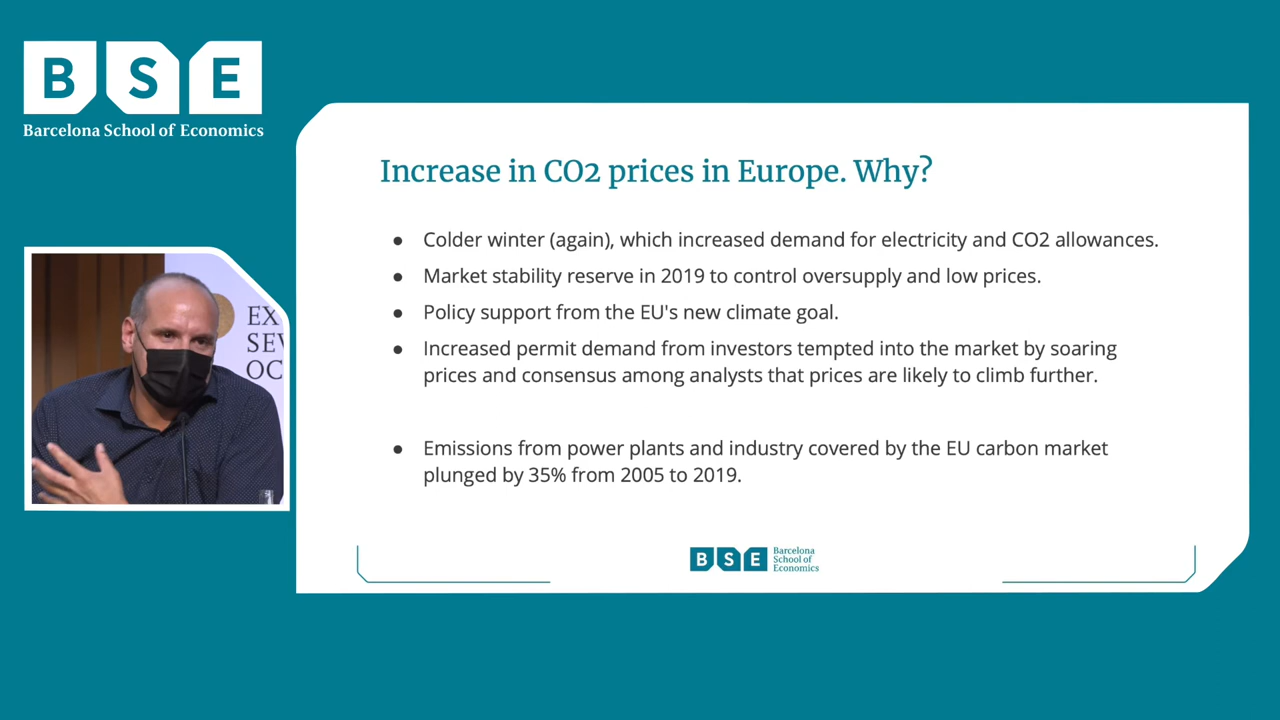 BSE
Barcelona School of Economics
Increase in CO2 prices in Europe. Why?
● Colder winter (again), which increased demand for electricity and CO2 allowances.
● Market stability reserve in 2019 to control oversupply and low prices.
● Policy support from the EU's new climate goal.
● Increased permit demand from investors tempted into the market by soaring
prices and consensus among analysts that prices are likely to climb further.
● Emissions from power plants and industry covered by the EU carbon market
plunged by 35% from 2005 to 2019.
EX
SEV
OC
BSE
Barcelona
School of
Economics